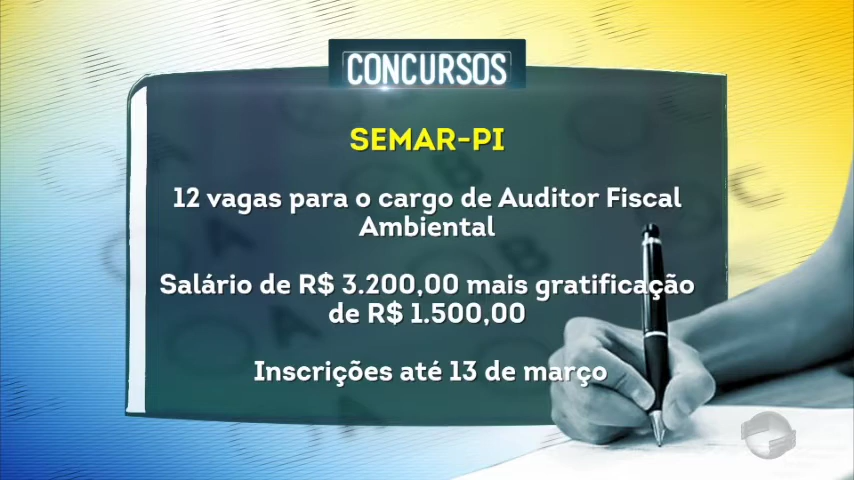 CONCURSOS
SEMAR-PI
12 vagas para o cargo de Auditor Fiscal
Ambiental
Salário de R$ 3.200,00 mais gratificação
de R$ 1.500,00
Inscrições até 13 de março